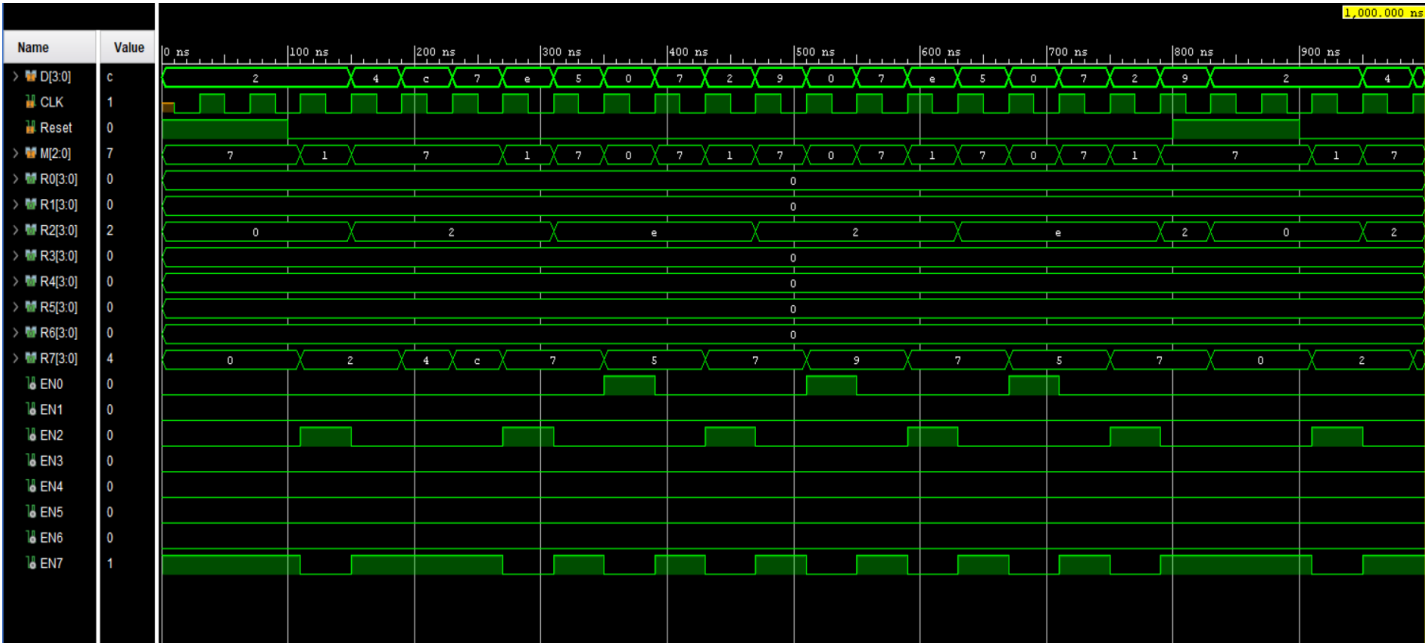 1,000.000 ns
Name Value 0 ns 100 ns 200 ns 300 ns 400 ns 500 ns 600 ns 700 ns 800 ns 900 ns
> D[3:0] c 2 4 c 7 e 5 0 7 2 9 0 7 e 5 0 7 2 9 2 4
CLK 1
Reset 0
> M[2:0] 7 7 1 7 1 7 0 7 1 7 0 7 1 7 0 7 1 7 1 7
> R0[3:0] 0 0
> R1[3:0] 0 0
> R2[3:0] 2 0 2 e 2 e 2 0 2
> R3[3:0] 0 0
> R4[3:0] 0 0
> R5[3:0] 0 0
> R6[3:0] 0 0
> R7[3:0] 4 0 2 4 c 7 5 7 9 7 5 7 0 2
EN0 0
EN1 0
EN2 0
EN3 0
EN4 0
EN5 0
EN6 0
EN7 1